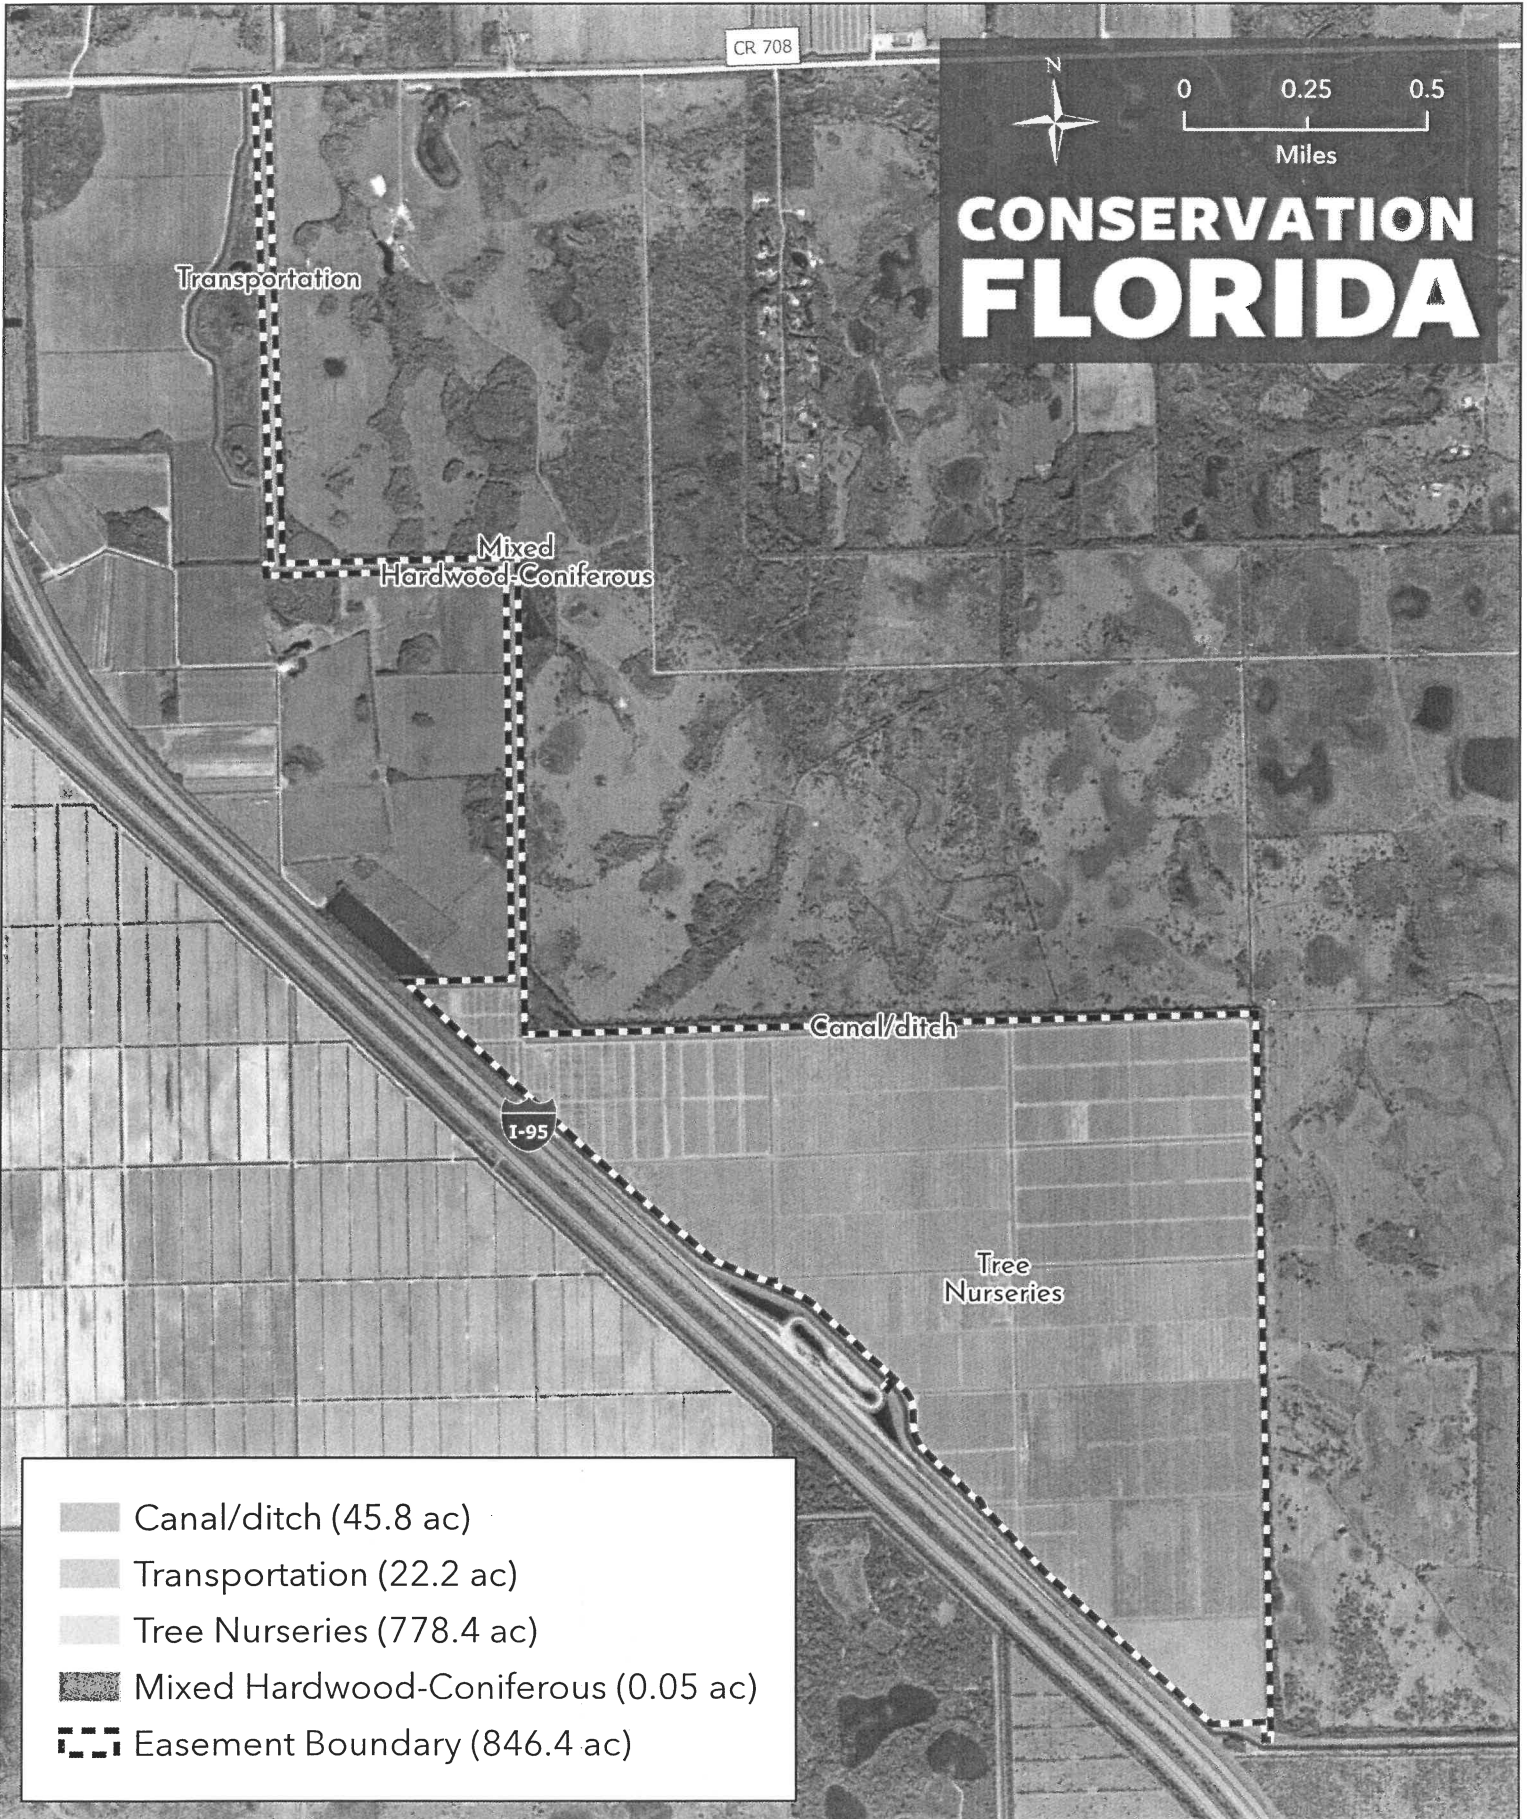 CR 708
N
0 0.25 0.5
Miles
CONSERVATION
FLORIDA
Transportation
Mixed
Hardwood-Coniferous
Canal/ditch
I-95
Tree
Nurseries
Canal/ditch (45.8 ac)
Transportation (22.2 ac)
Tree Nurseries (778.4 ac)
Mixed Hardwood-Coniferous (0.05 ac)
Easement Boundary (846.4 ac)